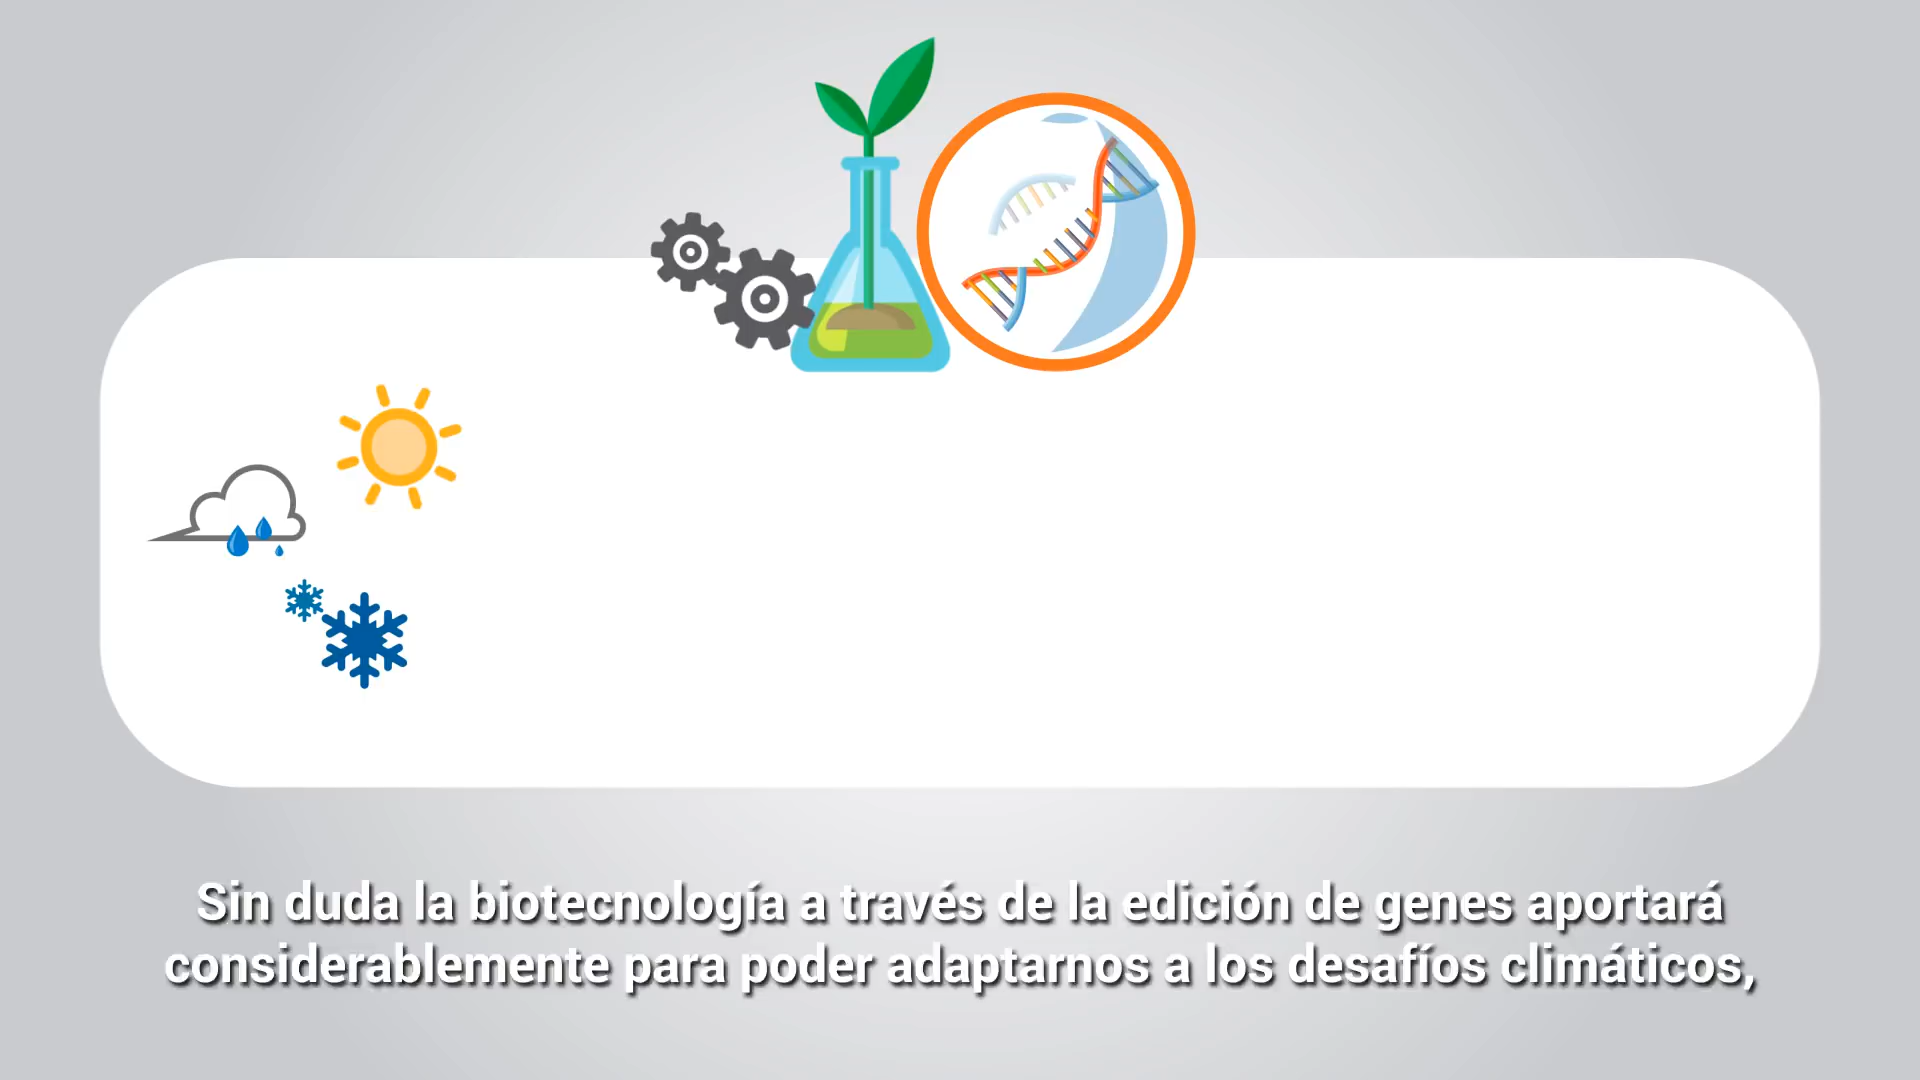 Sin duda la biotecnología a través de la edición de genes aportará
considerablemente para poder adaptarnos a los desafíos climáticos,